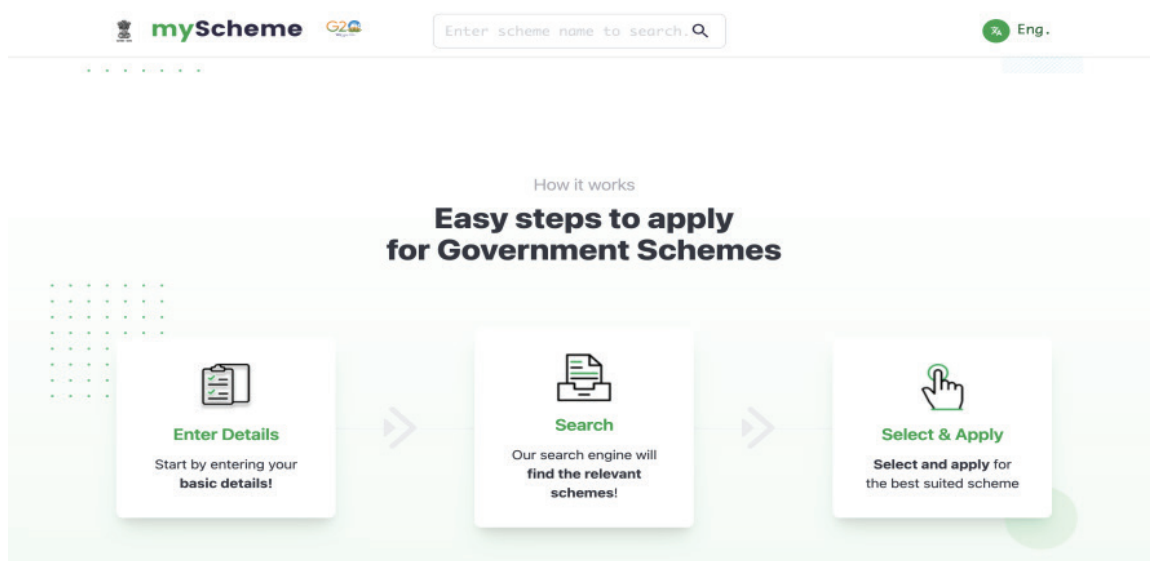 myScheme
G20
Enter scheme name to search.
Eng.
How it works
Easy steps to apply
for Government Schemes
Enter Details
Start by entering your
basic details!
Search
Our search engine will
find the relevant
schemes!
Select & Apply
Select and apply for
the best suited scheme